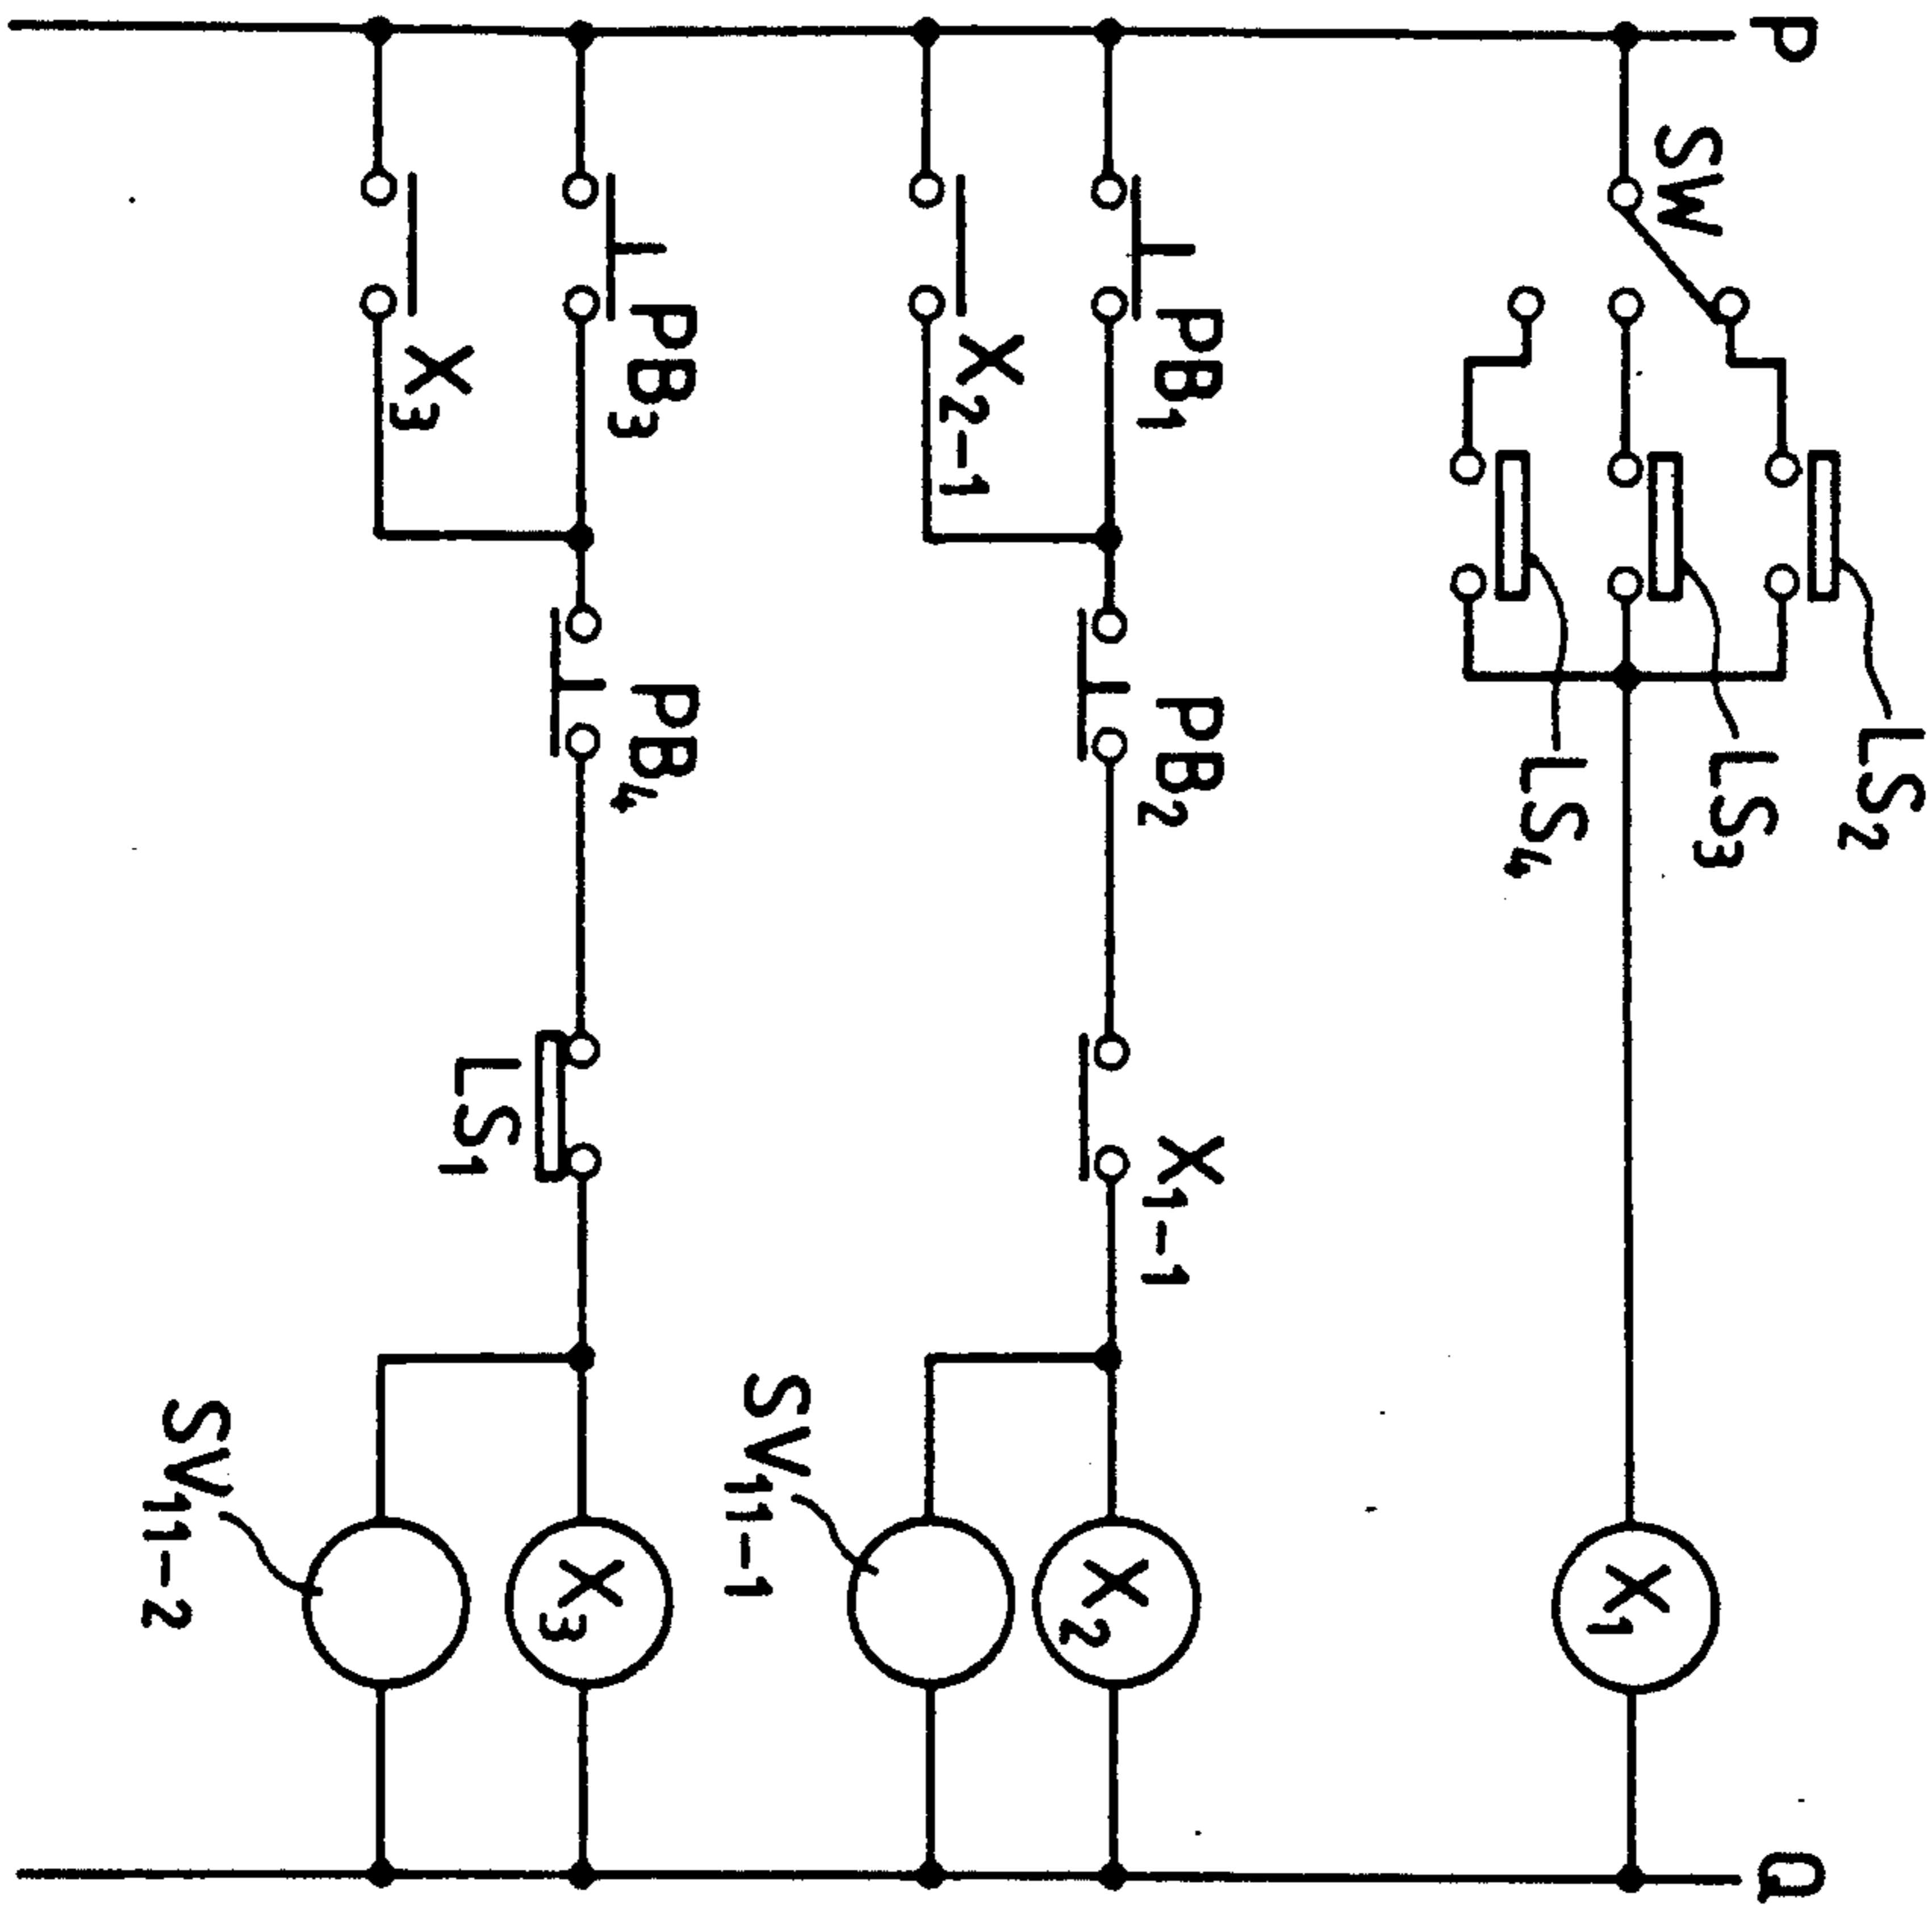 P
Q
SW
LS2
LS3
LS4
X1
PB1
PB2
X1-1
X2
X2-1
SV11-1
PB3
PB4
LS1
X3
X3
SV11-2